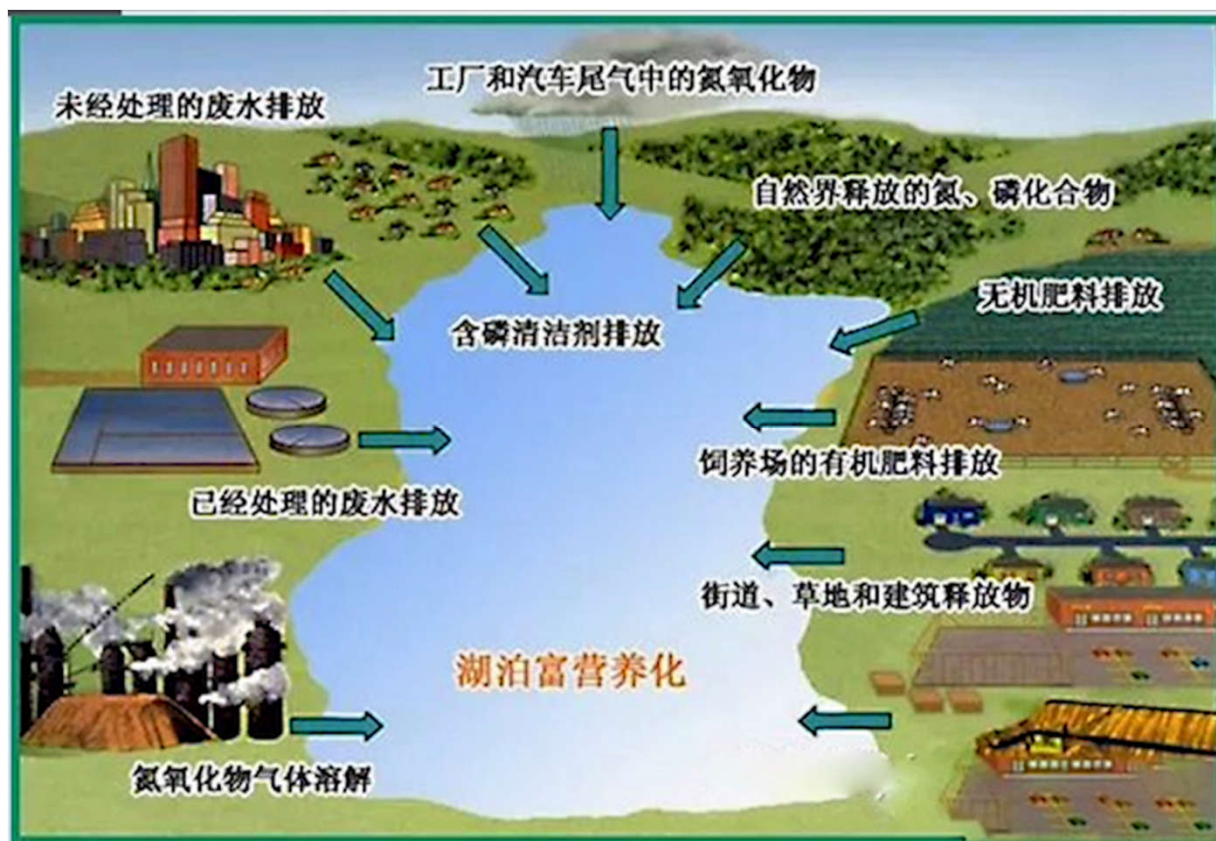 工厂和汽车尾气中的氮氧化物
未经处理的废水排放
自然界释放的氮、磷化合物
无机肥料排放
含磷清洁剂排放
饲养场的有机肥料排放
已经处理的废水排放
街道、草地和建筑释放物
湖泊富营养化
氮氧化物气体溶解